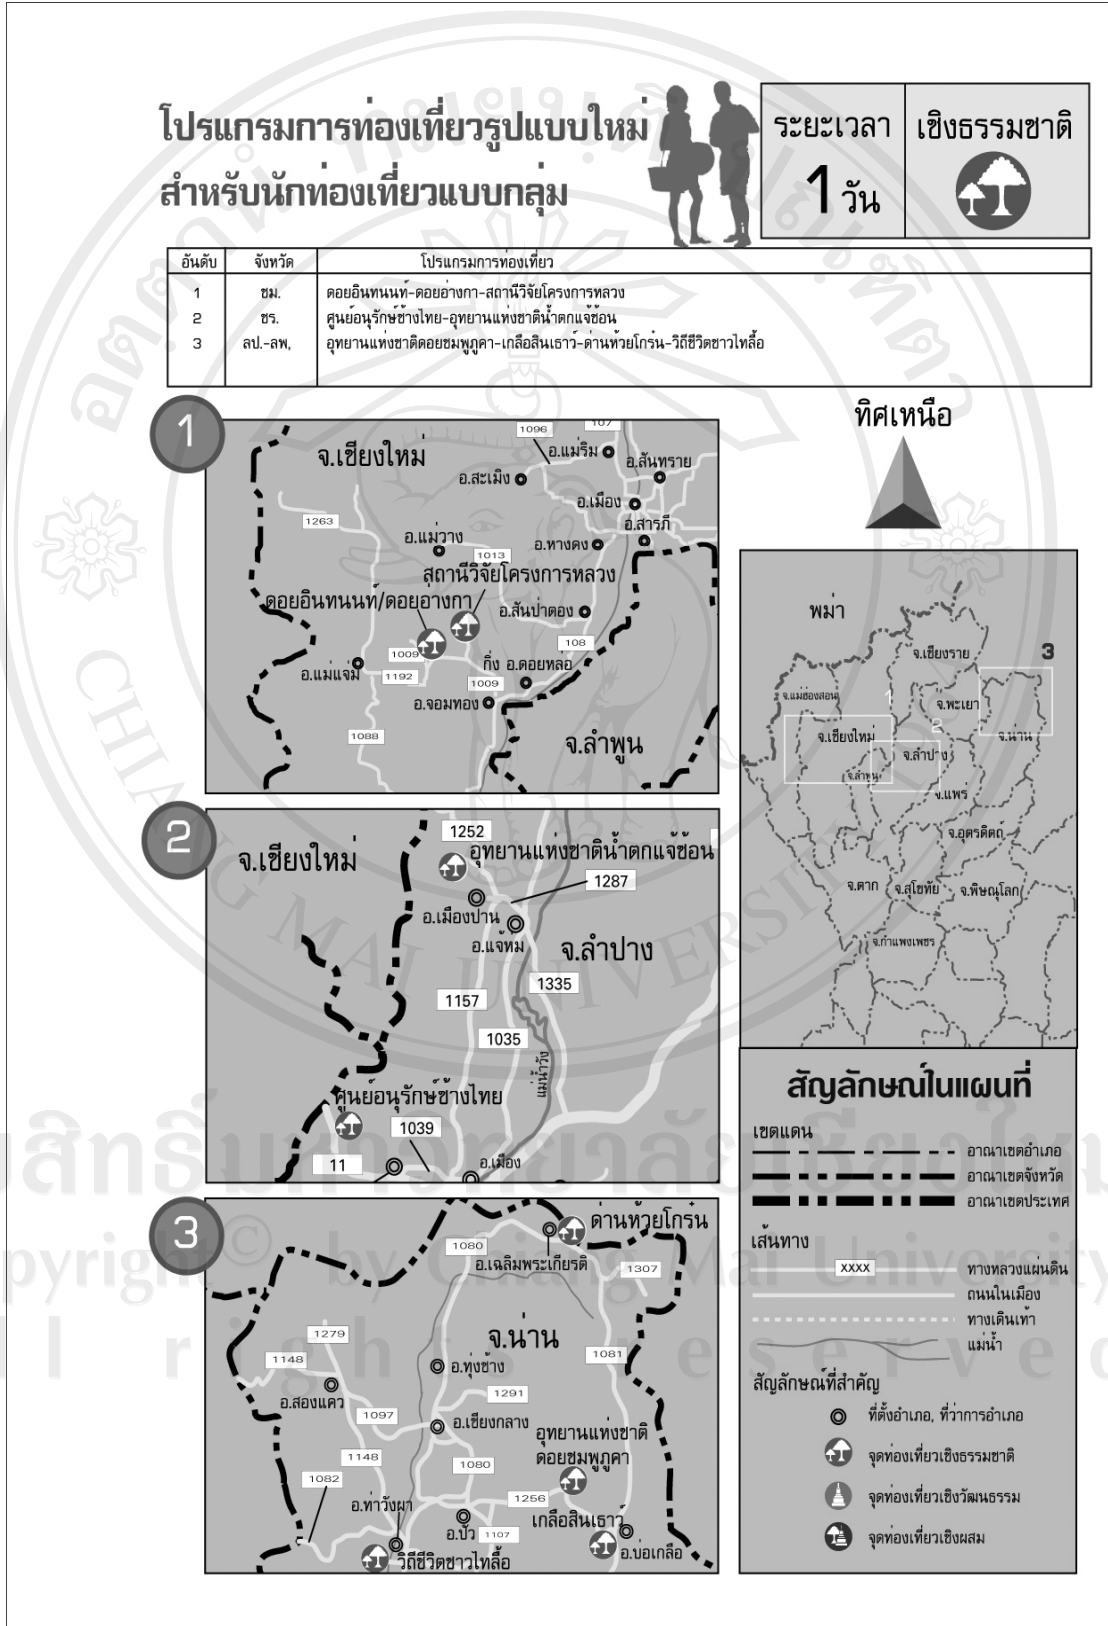 โปรแกรมการท่องเที่ยวรูปแบบใหม่
สำหรับนักท่องเที่ยวแบบกลุ่ม
ระยะเวลา
1 วัน
เชิงธรรมชาติ
อันดับ จังหวัด โปรแกรมการท่องเที่ยว
1 ชม. ดอยอินทนนท์-ดอยอ่างกา-สถานีวิจัยโครงการหลวง
2 ชร. ศูนย์อนุรักษ์ช้างไทย-อุทยานแห่งชาติน้ำตกแจ้ซ้อน
3 ลป.-ลพ, อุทยานแห่งชาติดอยชมพูภูคา-เกลือสินเธาว์-ด่านห้วยโกร๋น-วิถีชีวิตชาวไทลื้อ
ทิศเหนือ
1
จ.เชียงใหม่
1096
107
อ.แม่ริม
อ.สันทราย
อ.สะเมิง
อ.เมือง
1263
อ.สารภี
อ.แม่วาง
อ.หางดง
1013
สถานีวิจัยโครงการหลวง
ดอยอินทนนท์/ดอยอ่างกา
อ.สันป่าตอง
108
1009
กิ่ง อ.ดอยหล่อ
อ.แม่แจ่ม
1192
1009
อ.จอมทอง
1088
จ.ลำพูน
พม่า
จ.เชียงราย
3
จ.แม่ฮ่องสอน
1
จ.พะเยา
2
จ.เชียงใหม่
จ.น่าน
จ.ลำปาง
จ.ลำพูน
จ.แพร่
จ.อุตรดิตถ์
จ.ตาก
จ.สุโขทัย
จ.พิษณุโลก
จ.กำแพงเพชร
2
1252
จ.เชียงใหม่
อุทยานแห่งชาติน้ำตกแจ้ซ้อน
1287
อ.เมืองปาน
อ.แจ้ห่ม
จ.ลำปาง
1335
1157
1035
แม่น้ำวัง
ศูนย์อนุรักษ์ช้างไทย
1039
11
อ.เมือง
สัญลักษณ์ในแผนที่
เขตแดน
อาณาเขตอำเภอ
อาณาเขตจังหวัด
อาณาเขตประเทศ
เส้นทาง
XXXX ทางหลวงแผ่นดิน
ถนนในเมือง
ทางเดินเท้า
แม่น้ำ
สัญลักษณ์ที่สำคัญ
ที่ตั้งอำเภอ, ที่ว่าการอำเภอ
จุดท่องเที่ยวเชิงธรรมชาติ
จุดท่องเที่ยวเชิงวัฒนธรรม
จุดท่องเที่ยวเชิงผสม
3
ด่านห้วยโกร๋น
1080
อ.เฉลิมพระเกียรติ
1307
1279
จ.น่าน
1148
อ.ทุ่งช้าง
1081
อ.สองแคว
1291
1097
อ.เชียงกลาง
อุทยานแห่งชาติ
ดอยชมพูภูคา
1148
1080
1082
1256
อ.ท่าวังผา
เกลือสินเธาว์
อ.ปัว
1107
อ.บ่อเกลือ
วิถีชีวิตชาวไทลื้อ
CHIANG MAI UNIVERSITY
Copyright © by Chiang Mai University
All rights reserved